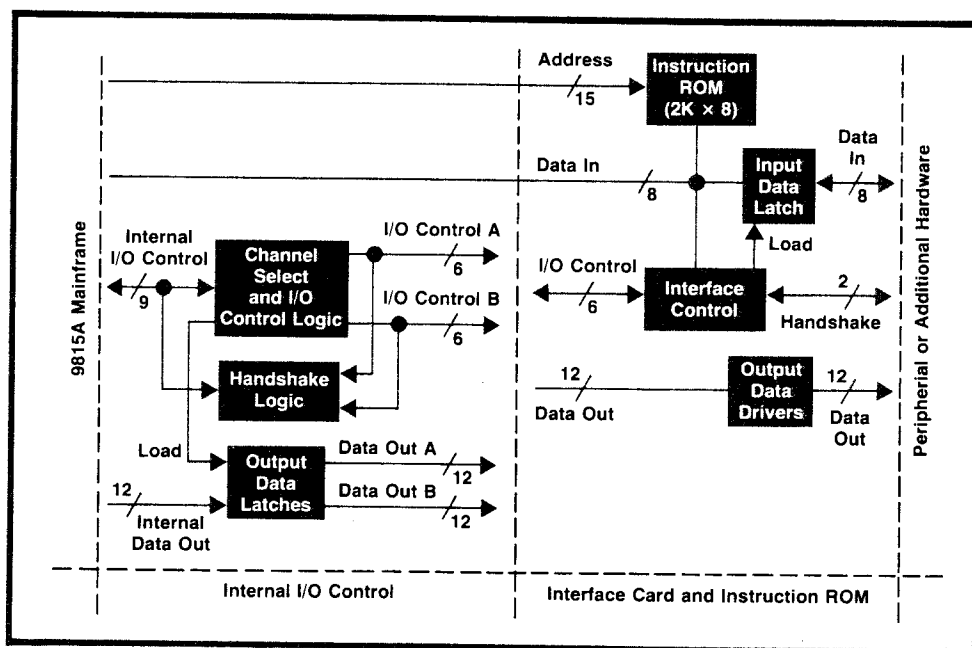 Address
15
Instruction
ROM
(2K × 8)
Data In
8
Input
Data
Latch
Data
In
8
Load
9815A Mainframe
Internal
I/O Control
9
Channel
Select
and I/O
Control Logic
I/O Control A
6
I/O Control B
6
Handshake
Logic
Load
Output
Data
Latches
Data Out A
12
Data Out B
12
12
Internal
Data Out
I/O Control
6
Interface
Control
2
Handshake
12
Data Out
Output
Data
Drivers
12
Data
Out
Peripherial or Additional Hardware
Internal I/O Control
Interface Card and Instruction ROM